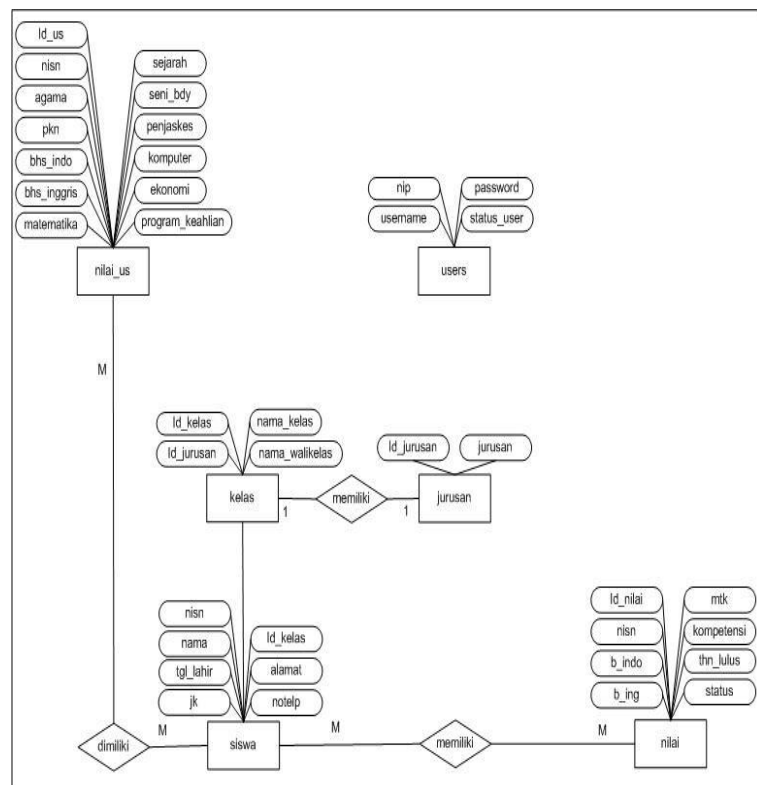 Id_us
nisn
agama
pkn
bhs_indo
bhs_inggris
matematika
sejarah
seni_bdy
penjaskes
komputer
ekonomi
program_keahlian
nilai_us
nip
username
password
status_user
users
M
Id_kelas
Id_jurusan
nama_kelas
nama_walikelas
kelas
1
memiliki
1
Id_jurusan
jurusan
jurusan
nisn
nama
tgl_lahir
jk
Id_kelas
alamat
notelp
siswa
dimiliki
M
M
memiliki
M
Id_nilai
nisn
b_indo
b_ing
mtk
kompetensi
thn_lulus
status
nilai